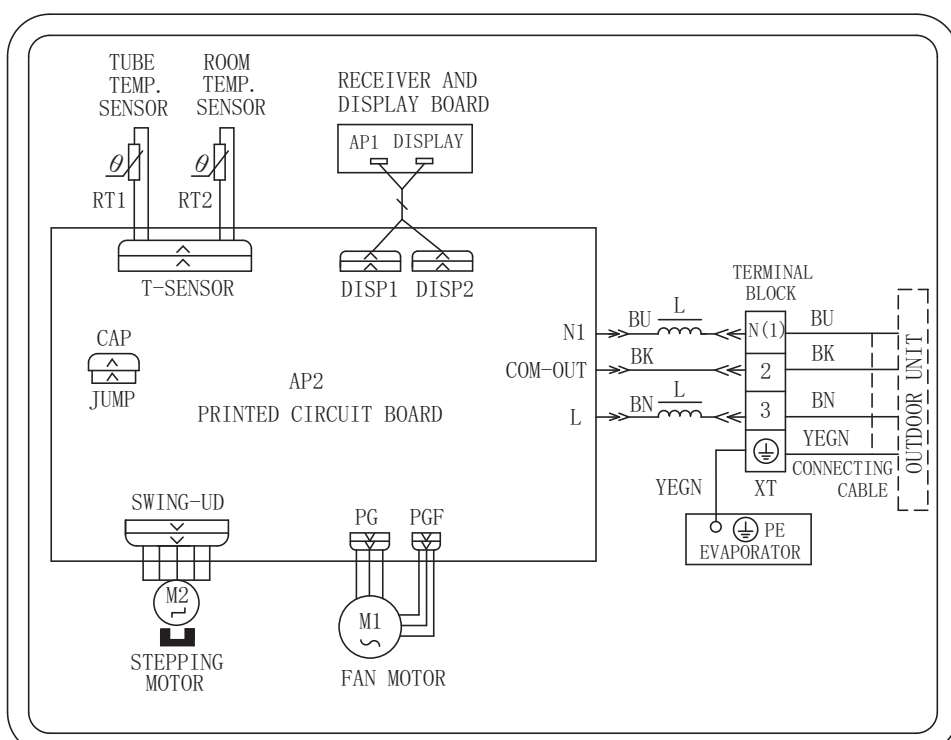 TUBE
TEMP.
SENSOR
ROOM
TEMP.
SENSOR
RECEIVER AND
DISPLAY BOARD
AP1 DISPLAY
θ
RT1
θ
RT2
T-SENSOR
DISP1 DISP2
TERMINAL
BLOCK
CAP
JUMP
AP2
PRINTED CIRCUIT BOARD
N1
BU
L
N(1)
BU
COM-OUT
BK
2
BK
L
BN
L
3
BN
YEGN
CONNECTING
CABLE
OUTDOOR UNIT
YEGN
XT
PE
EVAPORATOR
SWING-UD
PG PGF
M2
STEPPING
MOTOR
M1
FAN MOTOR